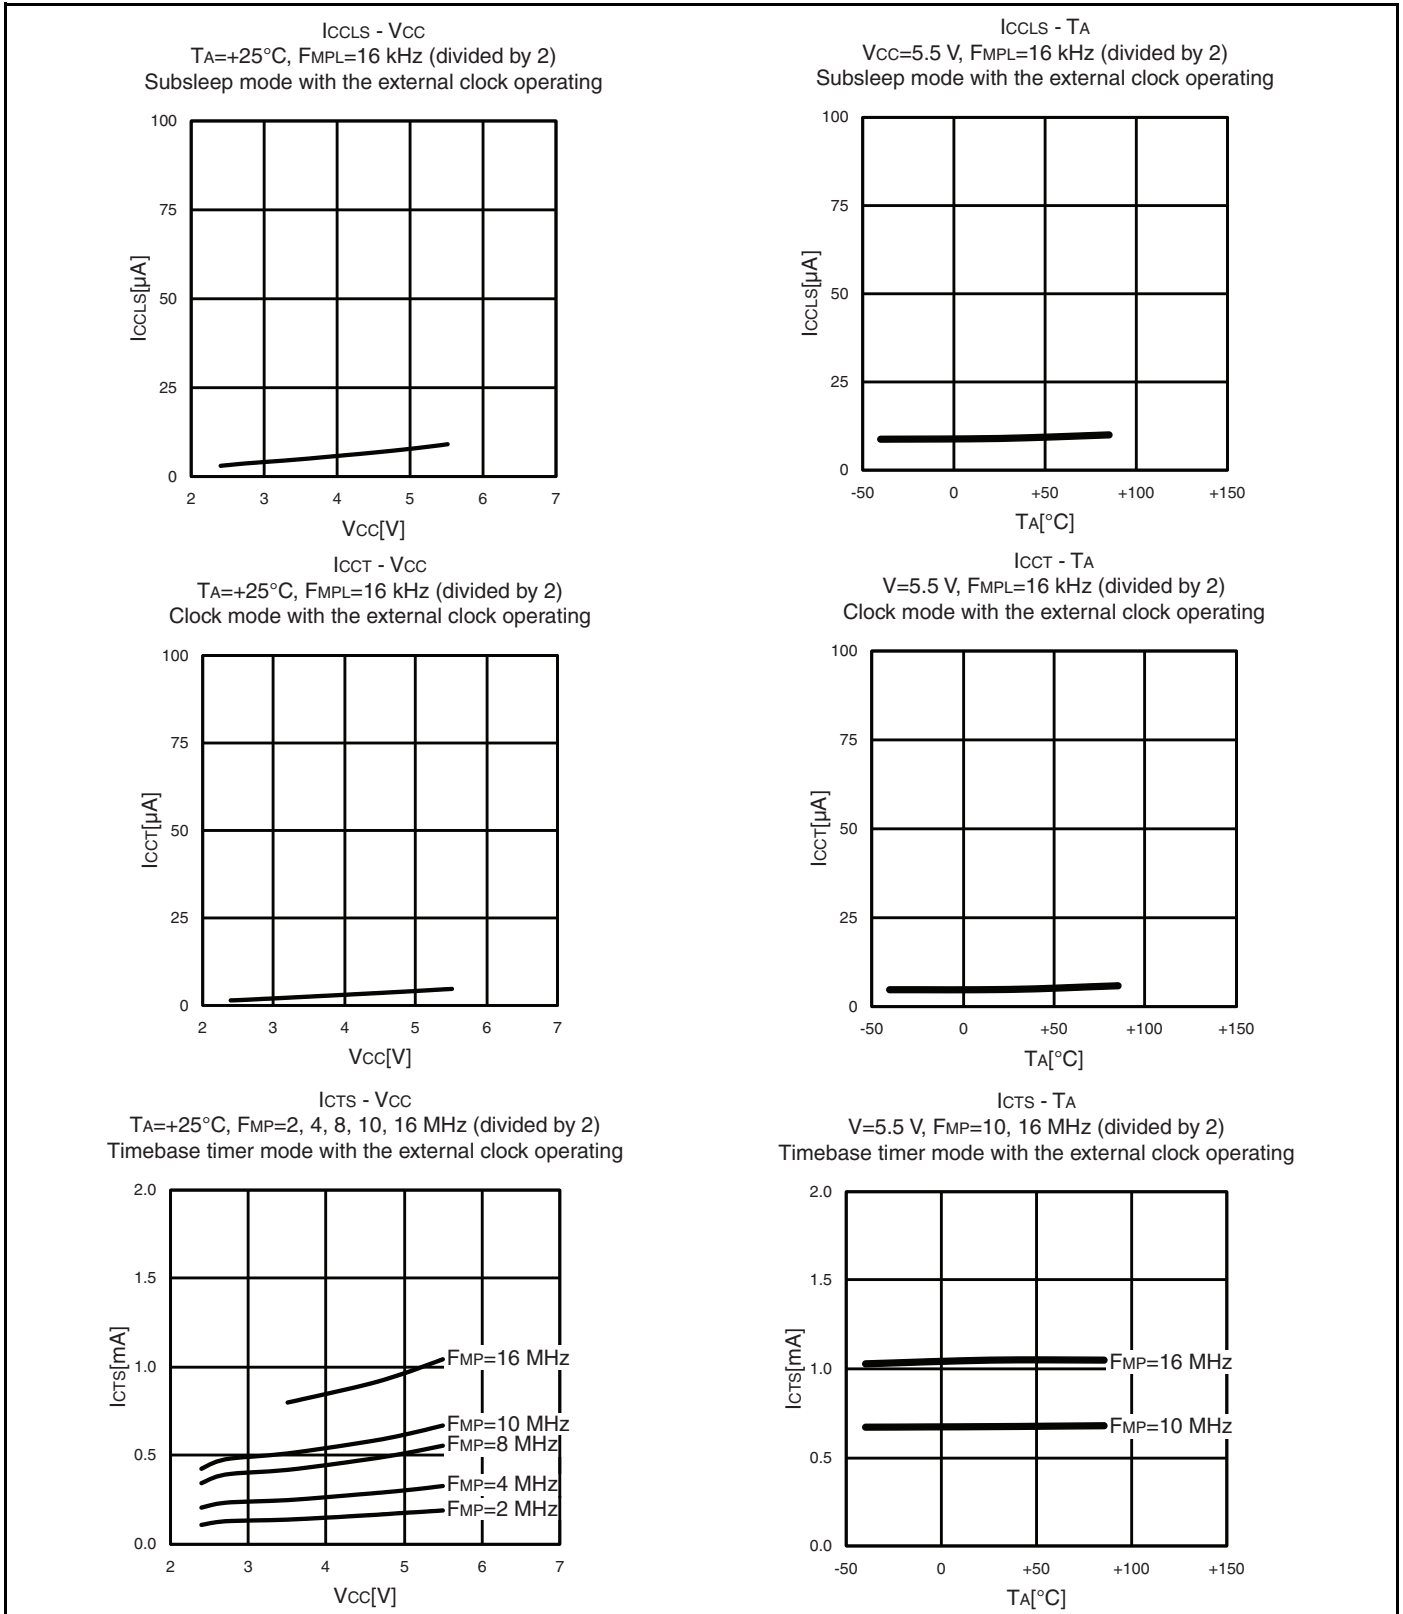 ICCLS - VCC
TA=+25°C, FMPL=16 kHz (divided by 2)
Subsleep mode with the external clock operating
100
75
50
25
0
ICCLS[µA]
2 3 4 5 6 7
VCC[V]
ICCLS - TA
VCC=5.5 V, FMPL=16 kHz (divided by 2)
Subsleep mode with the external clock operating
100
75
50
25
0
ICCLS[µA]
-50 0 +50 +100 +150
TA[°C]
ICCT - VCC
TA=+25°C, FMPL=16 kHz (divided by 2)
Clock mode with the external clock operating
100
75
50
25
0
ICCT[µA]
2 3 4 5 6 7
VCC[V]
ICCT - TA
V=5.5 V, FMPL=16 kHz (divided by 2)
Clock mode with the external clock operating
100
75
50
25
0
ICCT[µA]
-50 0 +50 +100 +150
TA[°C]
ICTS - VCC
TA=+25°C, FMP=2, 4, 8, 10, 16 MHz (divided by 2)
Timebase timer mode with the external clock operating
2.0
1.5
1.0
0.5
0.0
ICTS[mA]
FMP=16 MHz
FMP=10 MHz
FMP=8 MHz
FMP=4 MHz
FMP=2 MHz
2 3 4 5 6 7
VCC[V]
ICTS - TA
V=5.5 V, FMP=10, 16 MHz (divided by 2)
Timebase timer mode with the external clock operating
2.0
1.5
1.0
0.5
0.0
ICTS[mA]
FMP=16 MHz
FMP=10 MHz
-50 0 +50 +100 +150
TA[°C]